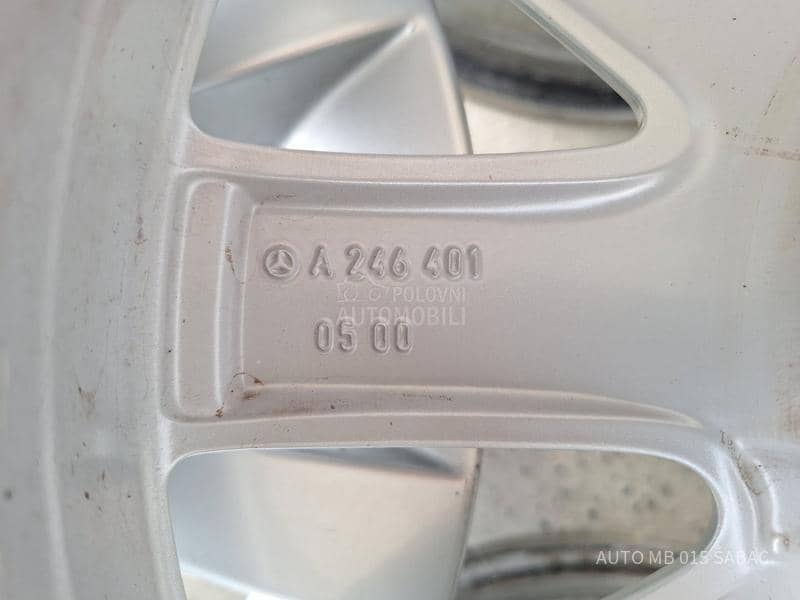 A 246 401
POLOVNI
AUTOMOBILI
05 00
AUTO MB 015 SABAC